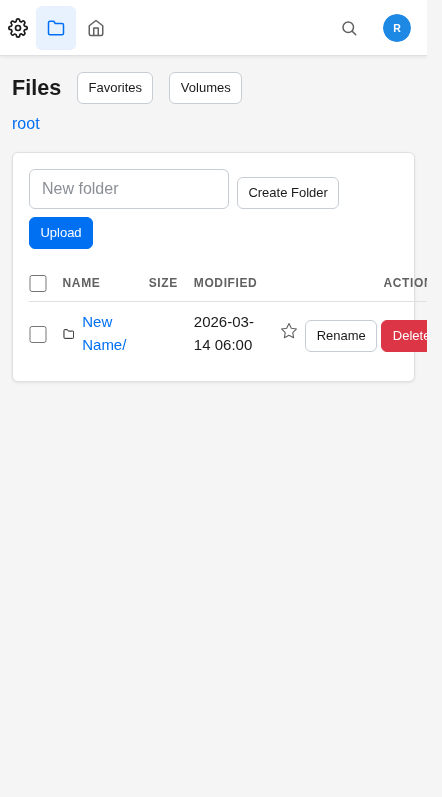 R
Files
Favorites
Volumes
root
New folder
Create Folder
Upload
NAME SIZE MODIFIED
New
Name/
2026-03-
14 06:00
Rename
Delete